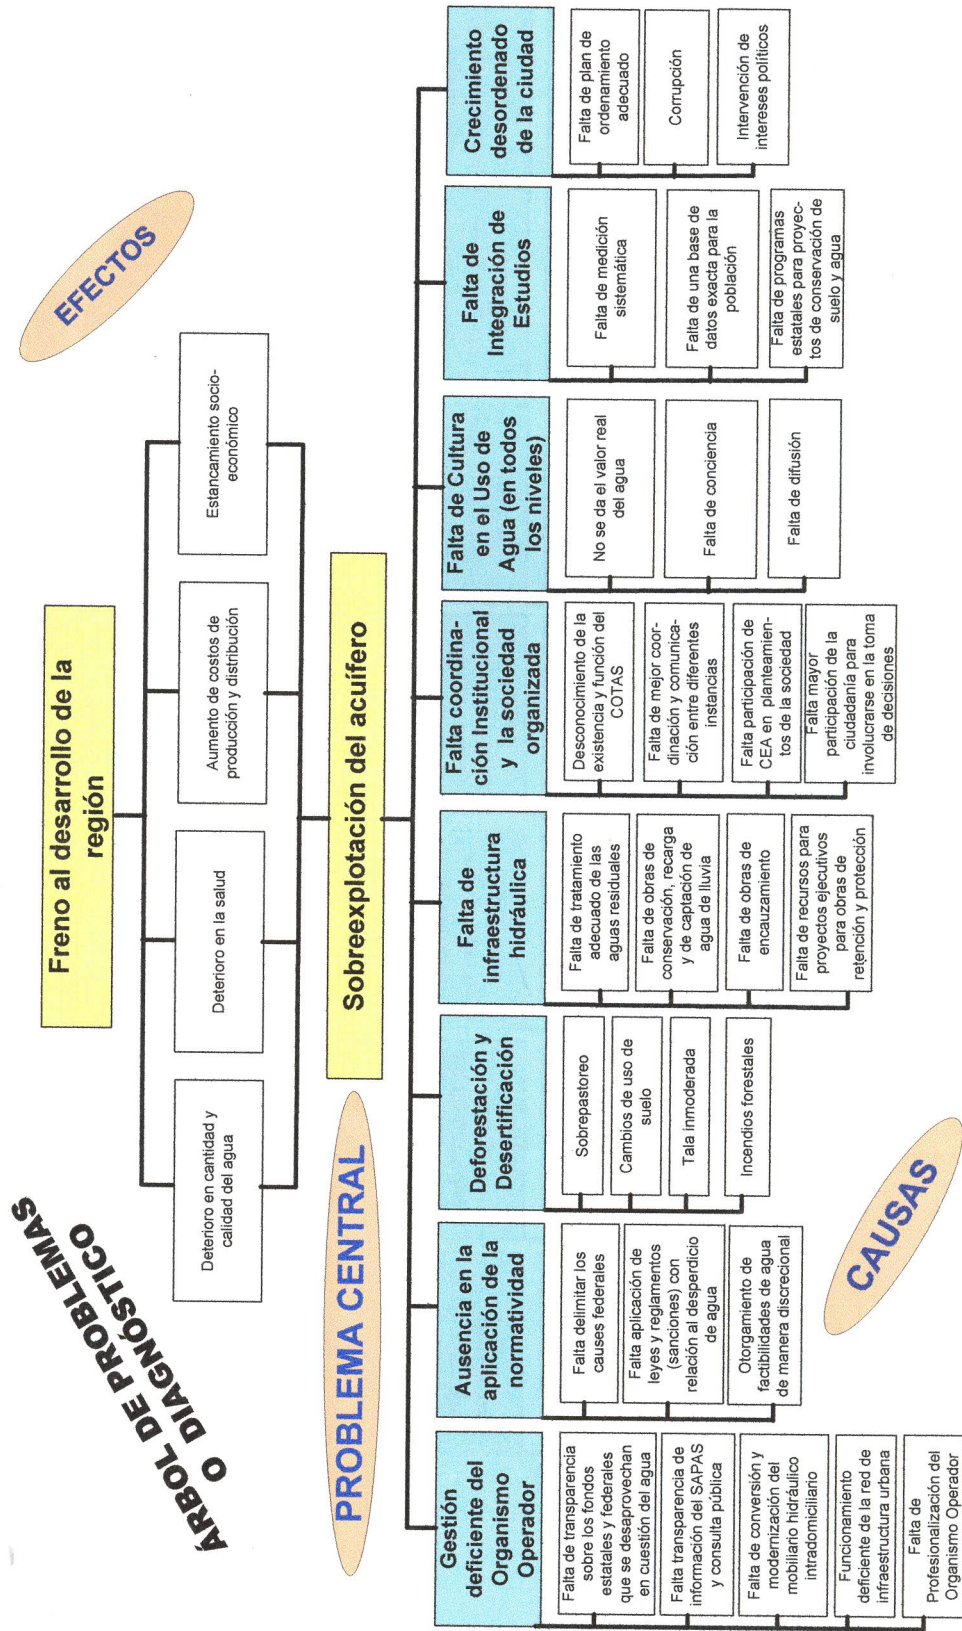 ÁRBOL DE PROBLEMAS
O DIAGNÓSTICO
EFECTOS
Freno al desarrollo de la
región
Deterioro en cantidad y
calidad del agua
Deterioro en la salud
Aumento de costos de
producción y distribución
Estancamiento socio-
económico
PROBLEMA CENTRAL
Sobreexplotación del acuífero
Gestión
deficiente del
Organismo
Operador
Falta de transparencia
sobre los fondos
estatales y federales
que se desaprovechan
en cuestión del agua
Falta transparencia de
información del SAPAS
y consulta pública
Falta de conversión y
modernización del
mobiliario hidráulico
intradomiciliario
Funcionamiento
deficiente de la red de
infraestructura urbana
Falta de
Profesionalización del
Organismo Operador
Ausencia en la
aplicación de la
normatividad
Falta delimitar los
causes federales
Falta aplicación de
leyes y reglamentos
(sanciones) con
relación al desperdicio
de agua
Otorgamiento de
factibilidades de agua
de manera discrecional
Deforestación y
Desertificación
Sobrepastoreo
Cambios de uso de
suelo
Tala inmoderada
Incendios forestales
Falta de
infraestructura
hidráulica
Falta de tratamiento
adecuado de las
aguas residuales
Falta de obras de
conservación, recarga
y de captación de
agua de lluvia
Falta de obras de
encauzamiento
Falta de recursos para
proyectos ejecutivos
para obras de
retención y protección
Falta coordina-
ción Institucional
y la sociedad
organizada
Desconocimiento de la
existencia y función del
COTAS
Falta de mejor coor-
dinación y comunica-
ción entre diferentes
instancias
Falta participación de
CEA en planteamien-
tos de la sociedad
Falta mayor
participación de la
ciudadanía para
involucrarse en la toma
de decisiones
Falta de Cultura
en el Uso de
Agua (en todos
los niveles)
No se da el valor real
del agua
Falta de conciencia
Falta de difusión
Falta de
Integración de
Estudios
Falta de medición
sistemática
Falta de una base de
datos exacta para la
población
Falta de programas
estatales para proyec-
tos de conservación de
suelo y agua
Crecimiento
desordenado
de la ciudad
Falta de plan de
ordenamiento
adecuado
Corrupción
Intervención de
intereses políticos
CAUSAS